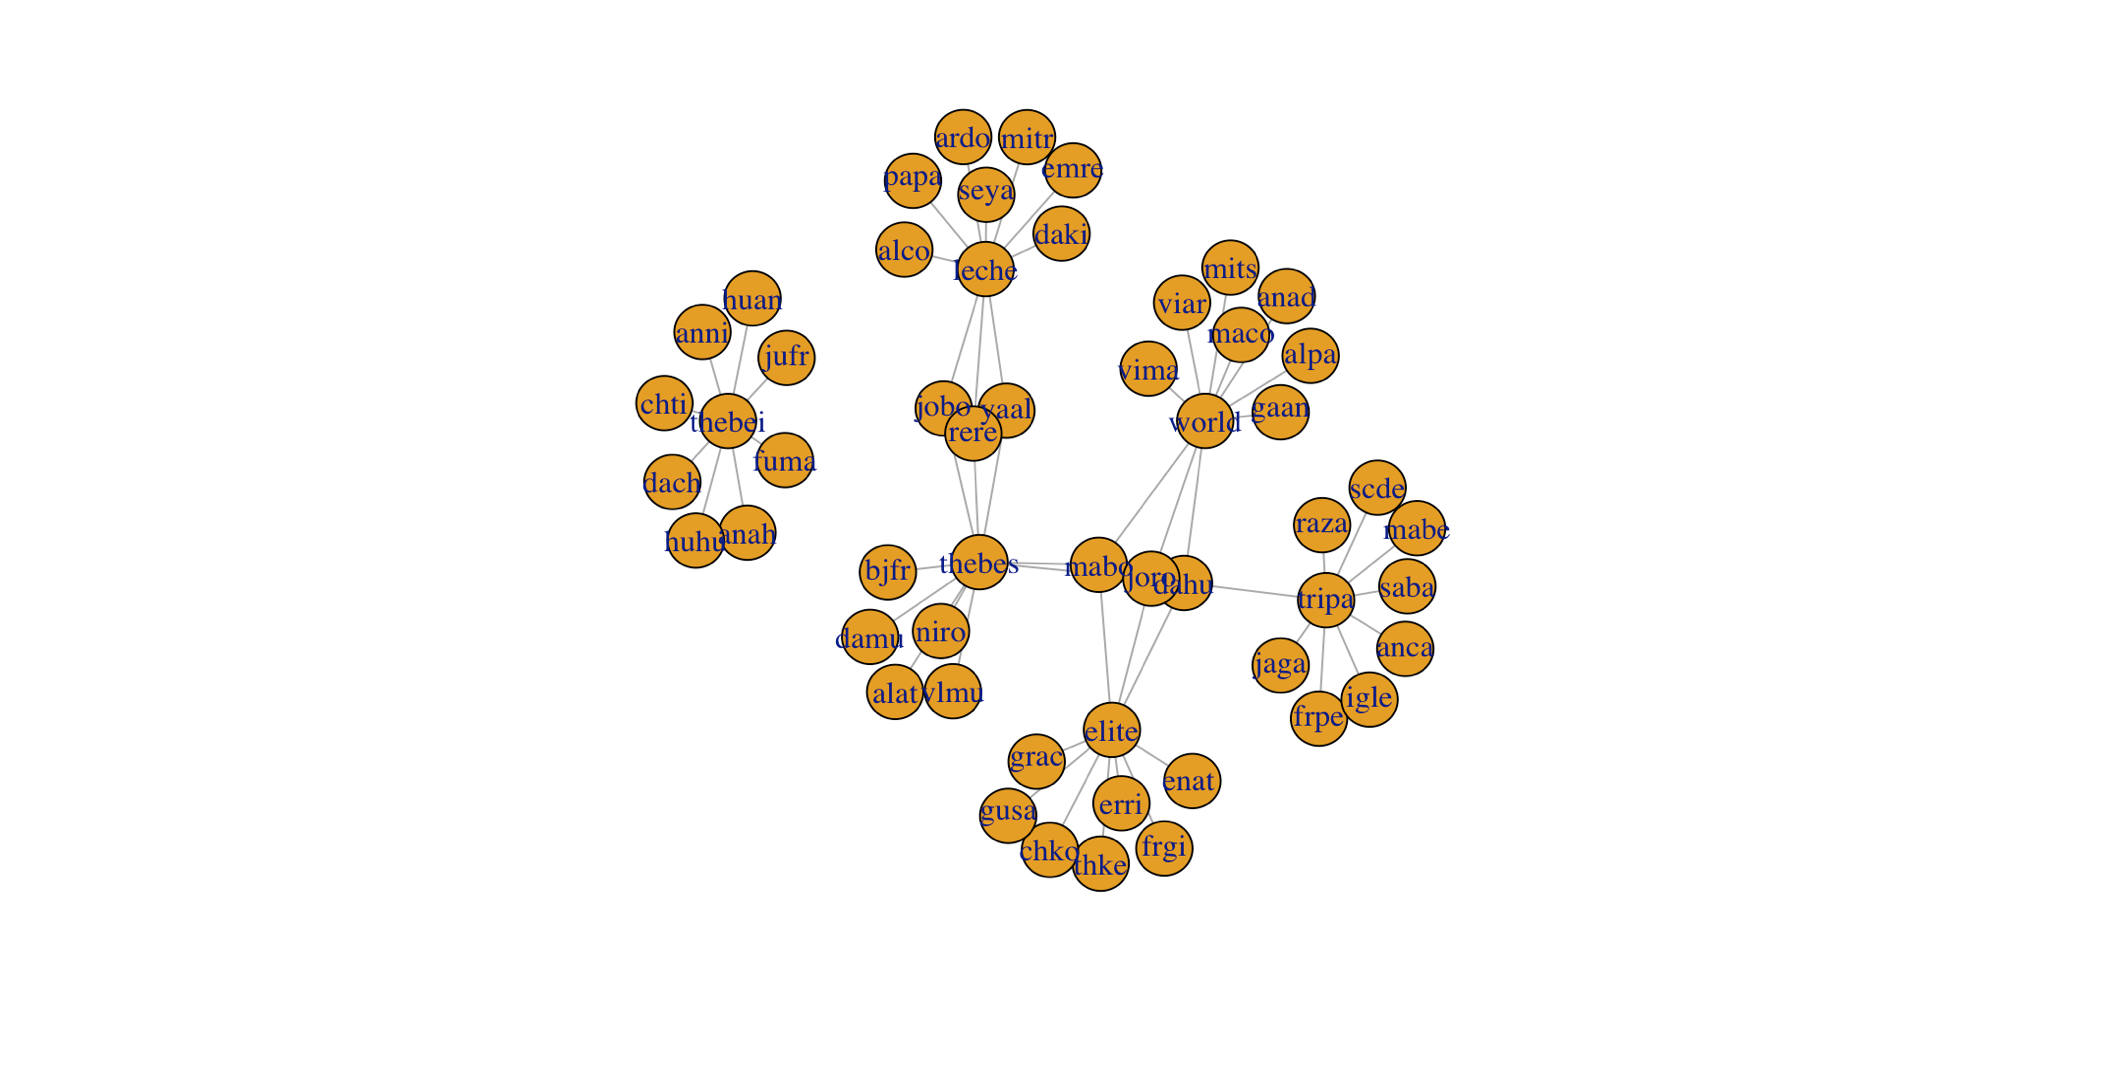 ardo
mitr
emre
papa
seya
daki
alco
leche
mits
viar
anad
maco
alpa
vima
gaan
world
huan
anni
jufr
chti
thebei
fuma
dach
huhu
anah
jobo
yaal
rere
scde
raza
mabe
saba
tripa
anca
jaga
igle
frpe
thebes
mabo
joro
dahu
bjfr
damu
niro
alat
vlmu
elite
grac
enat
gusa
erri
chko
thke
frgi